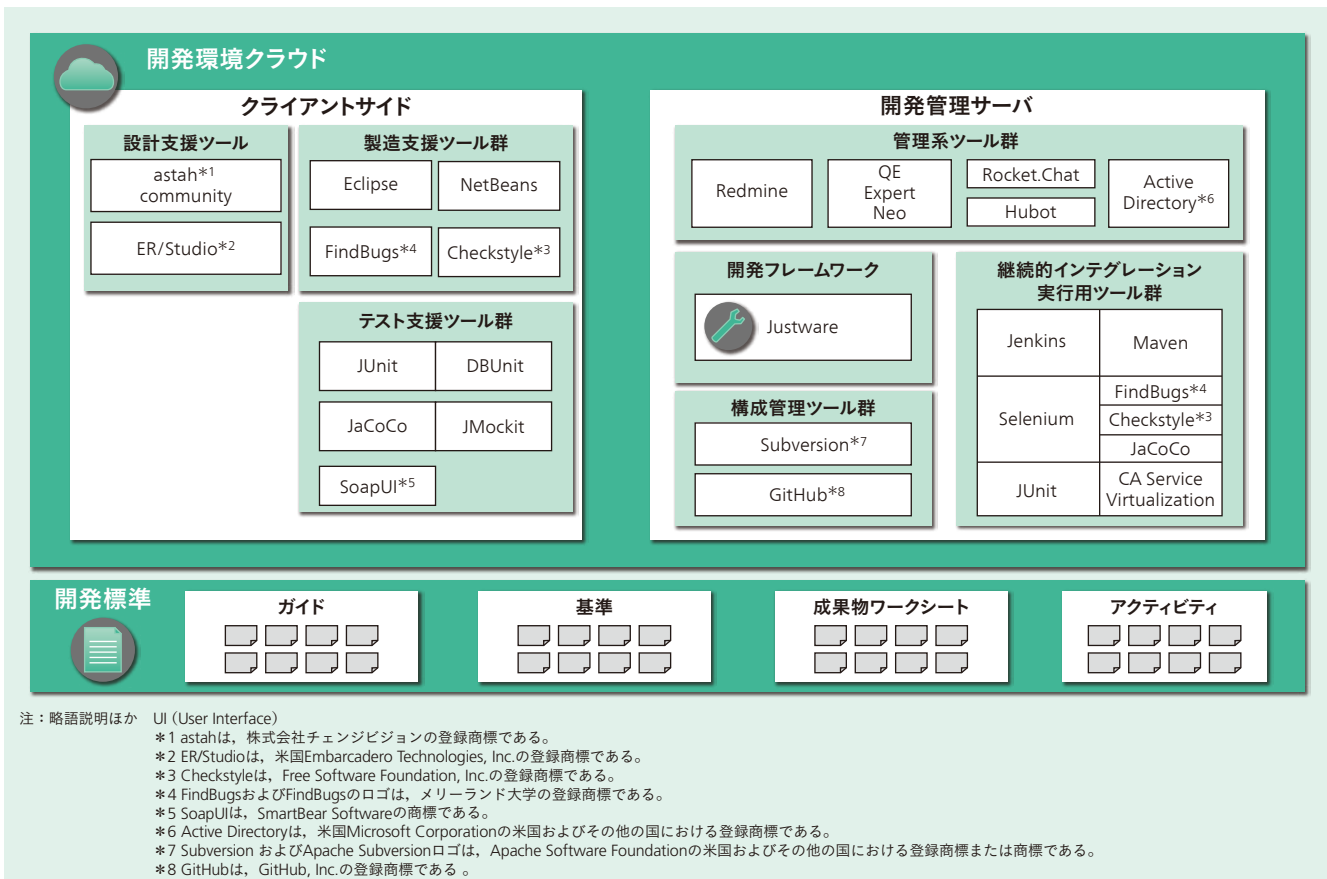 開発環境クラウド
クライアントサイド
設計支援ツール
astah*1
community
ER/Studio*2
製造支援ツール群
Eclipse
NetBeans
FindBugs*4
Checkstyle*3
テスト支援ツール群
JUnit
DBUnit
JaCoCo
JMockit
SoapUI*5
開発管理サーバ
管理系ツール群
Redmine
QE
Expert
Neo
Rocket.Chat
Hubot
Active
Directory*6
開発フレームワーク
Justware
構成管理ツール群
Subversion*7
GitHub*8
継続的インテグレーション
実行用ツール群
Jenkins
Maven
Selenium
FindBugs*4
Checkstyle*3
JaCoCo
JUnit
CA Service
Virtualization
開発標準
ガイド
基準
成果物ワークシート
アクティビティ
注:略語説明ほか UI(User Interface)
*1 astahは,株式会社チェンジビジョンの登録商標である。
*2 ER/Studioは,米国Embarcadero Technologies, Inc.の登録商標である。
*3 Checkstyleは,Free Software Foundation, Inc.の登録商標である。
*4 FindBugsおよびFindBugsのロゴは,メリーランド大学の登録商標である。
*5 SoapUIは,SmartBear Softwareの商標である。
*6 Active Directoryは,米国Microsoft Corporationの米国およびその他の国における登録商標である。
*7 Subversion およびApache Subversionロゴは,Apache Software Foundationの米国およびその他の国における登録商標または商標である。
*8 GitHubは,GitHub, Inc.の登録商標である 。